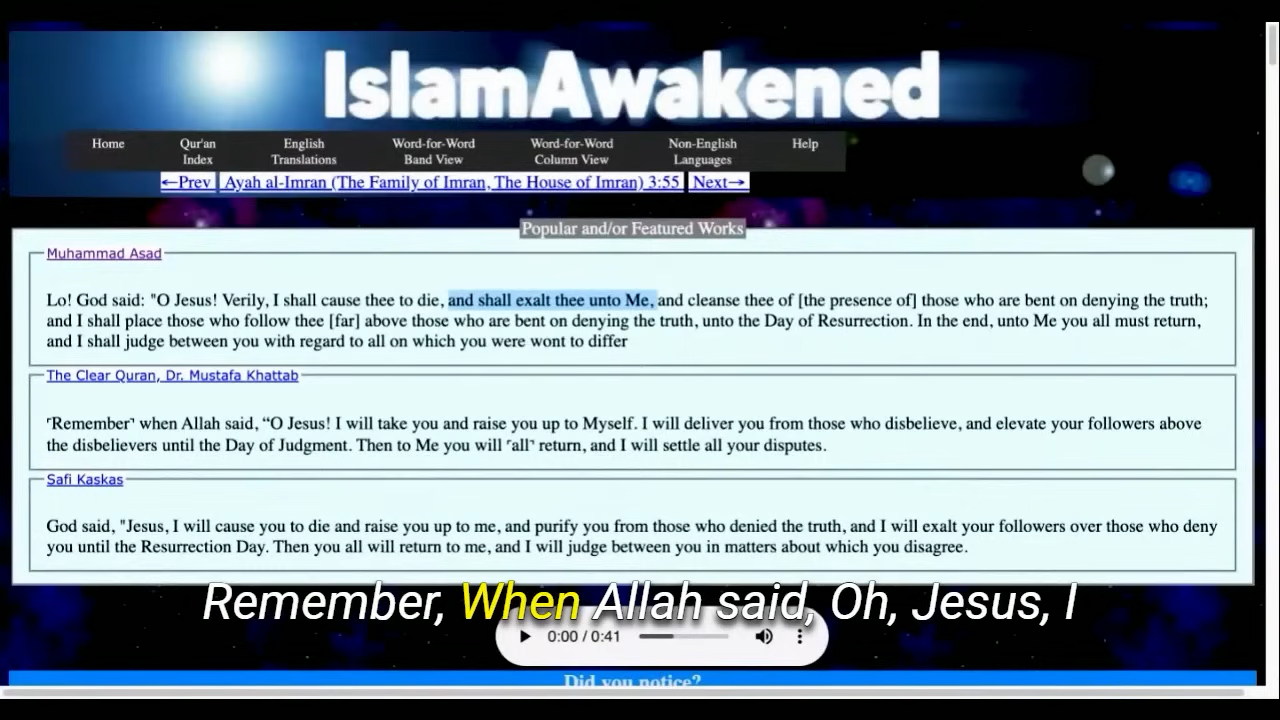 IslamAwakened
Home
Qur'an
Index
English
Translations
Word-for-Word
Band View
Word-for-Word
Column View
Non-English
Languages
Help
←Prev Ayah al-Imran (The Family of Imran, The House of Imran) 3:55 Next→
Popular and/or Featured Works
Muhammad Asad
Lo! God said: "O Jesus! Verily, I shall cause thee to die, and shall exalt thee unto Me, and cleanse thee of [the presence of] those who are bent on denying the truth;
and I shall place those who follow thee [far] above those who are bent on denying the truth, unto the Day of Resurrection. In the end, unto Me you all must return,
and I shall judge between you with regard to all on which you were wont to differ
The Clear Quran, Dr. Mustafa Khattab
˹Remember˺ when Allah said, “O Jesus! I will take you and raise you up to Myself. I will deliver you from those who disbelieve, and elevate your followers above
the disbelievers until the Day of Judgment. Then to Me you will ˹all˺ return, and I will settle all your disputes.
Safi Kaskas
God said, "Jesus, I will cause you to die and raise you up to me, and purify you from those who denied the truth, and I will exalt your followers over those who deny
you until the Resurrection Day. Then you all will return to me, and I will judge between you in matters about which you disagree.
Remember, When Allah said, Oh, Jesus, I
0:00 / 0:41
Did you notice?